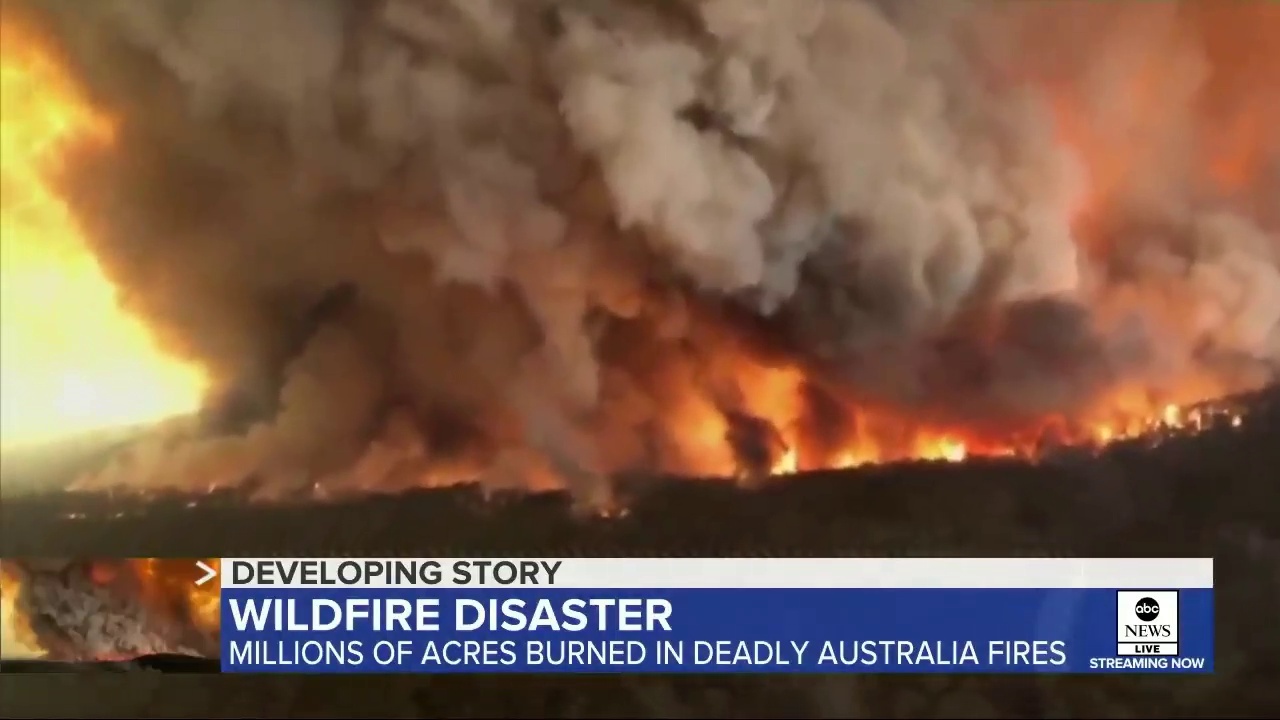 DEVELOPING STORY
WILDFIRE DISASTER
MILLIONS OF ACRES BURNED IN DEADLY AUSTRALIA FIRES
abc
NEWS
LIVE
STREAMING NOW